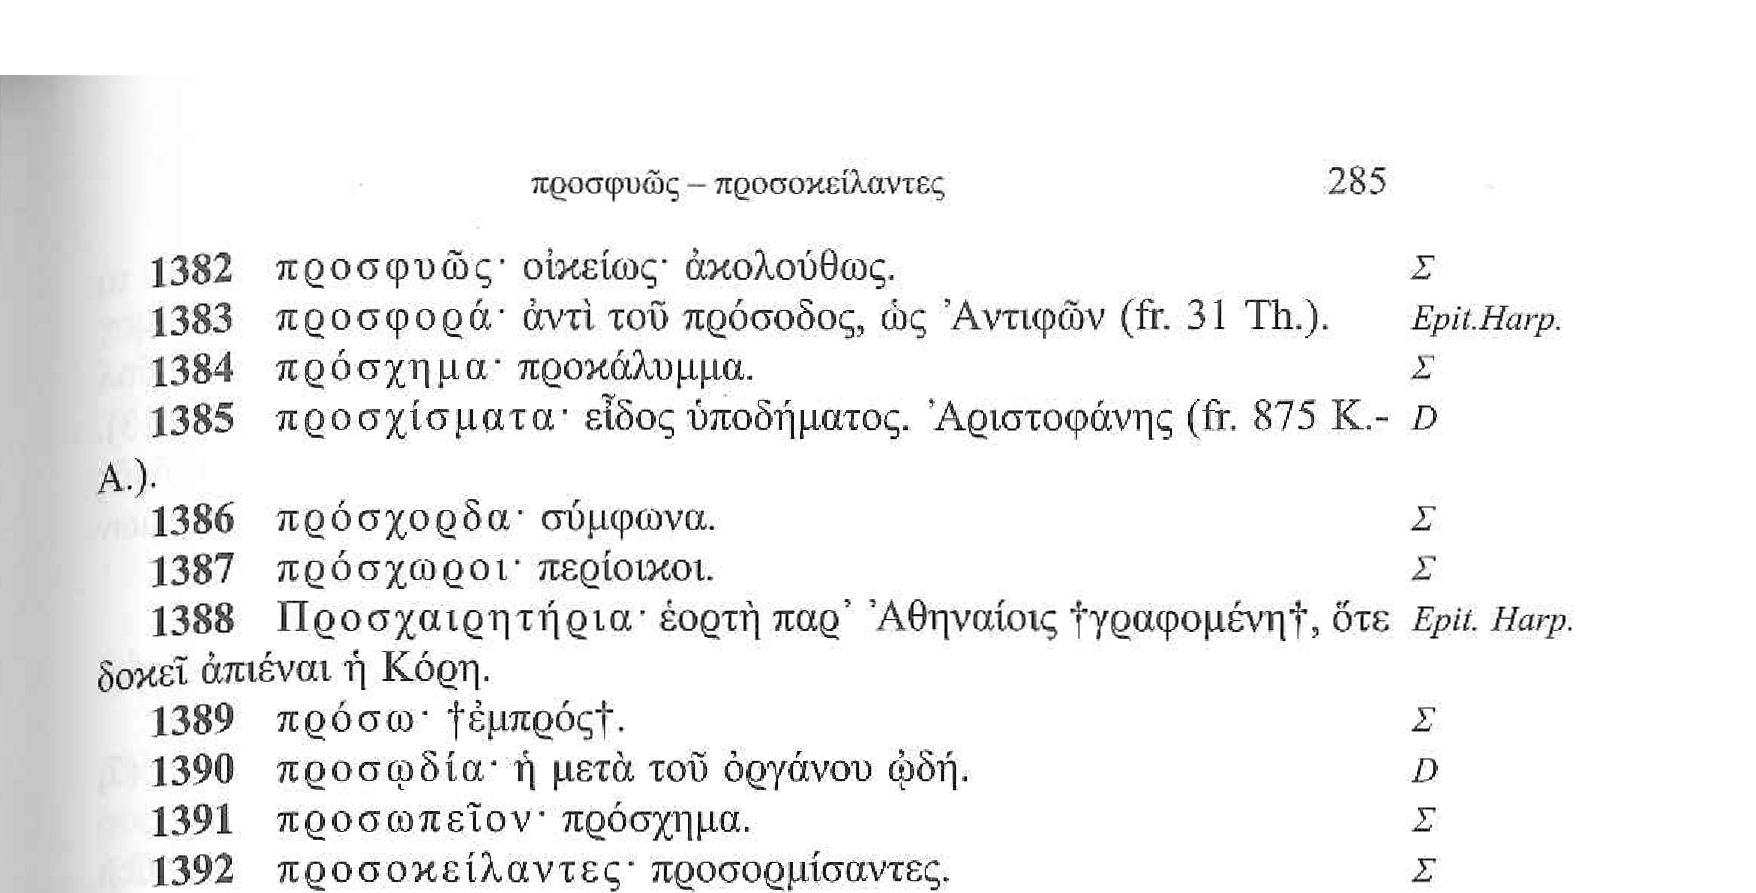 προσφυῶς – προσοκείλαντες 285
1382 προσφυῶς· οἰκείως· ἀκολούθως. Σ
1383 προσφορά· ἀντὶ τοῦ πρόσοδος, ὡς Ἀντιφῶν (fr. 31 Th.). Epit.Harp.
1384 πρόσχημα· προκάλυμμα. Σ
1385 προσχίσματα· εἶδος ὑποδήματος. Ἀριστοφάνης (fr. 875 K.- D
A.).
1386 πρόσχορδα· σύμφωνα. Σ
1387 πρόσχωροι· περίοικοι. Σ
1388 Προσχαιρητήρια· ἑορτὴ παρ’ Ἀθηναίοις †γραφομένη†, ὅτε Epit. Harp.
δοκεῖ ἀπιέναι ἡ Κόρη.
1389 πρόσω· †ἐμπρός†. Σ
1390 προσῳδία· ἡ μετὰ τοῦ ὀργάνου ᾠδή. D
1391 προσωπεῖον· πρόσχημα. Σ
1392 προσοκείλαντες· προσορμίσαντες. Σ